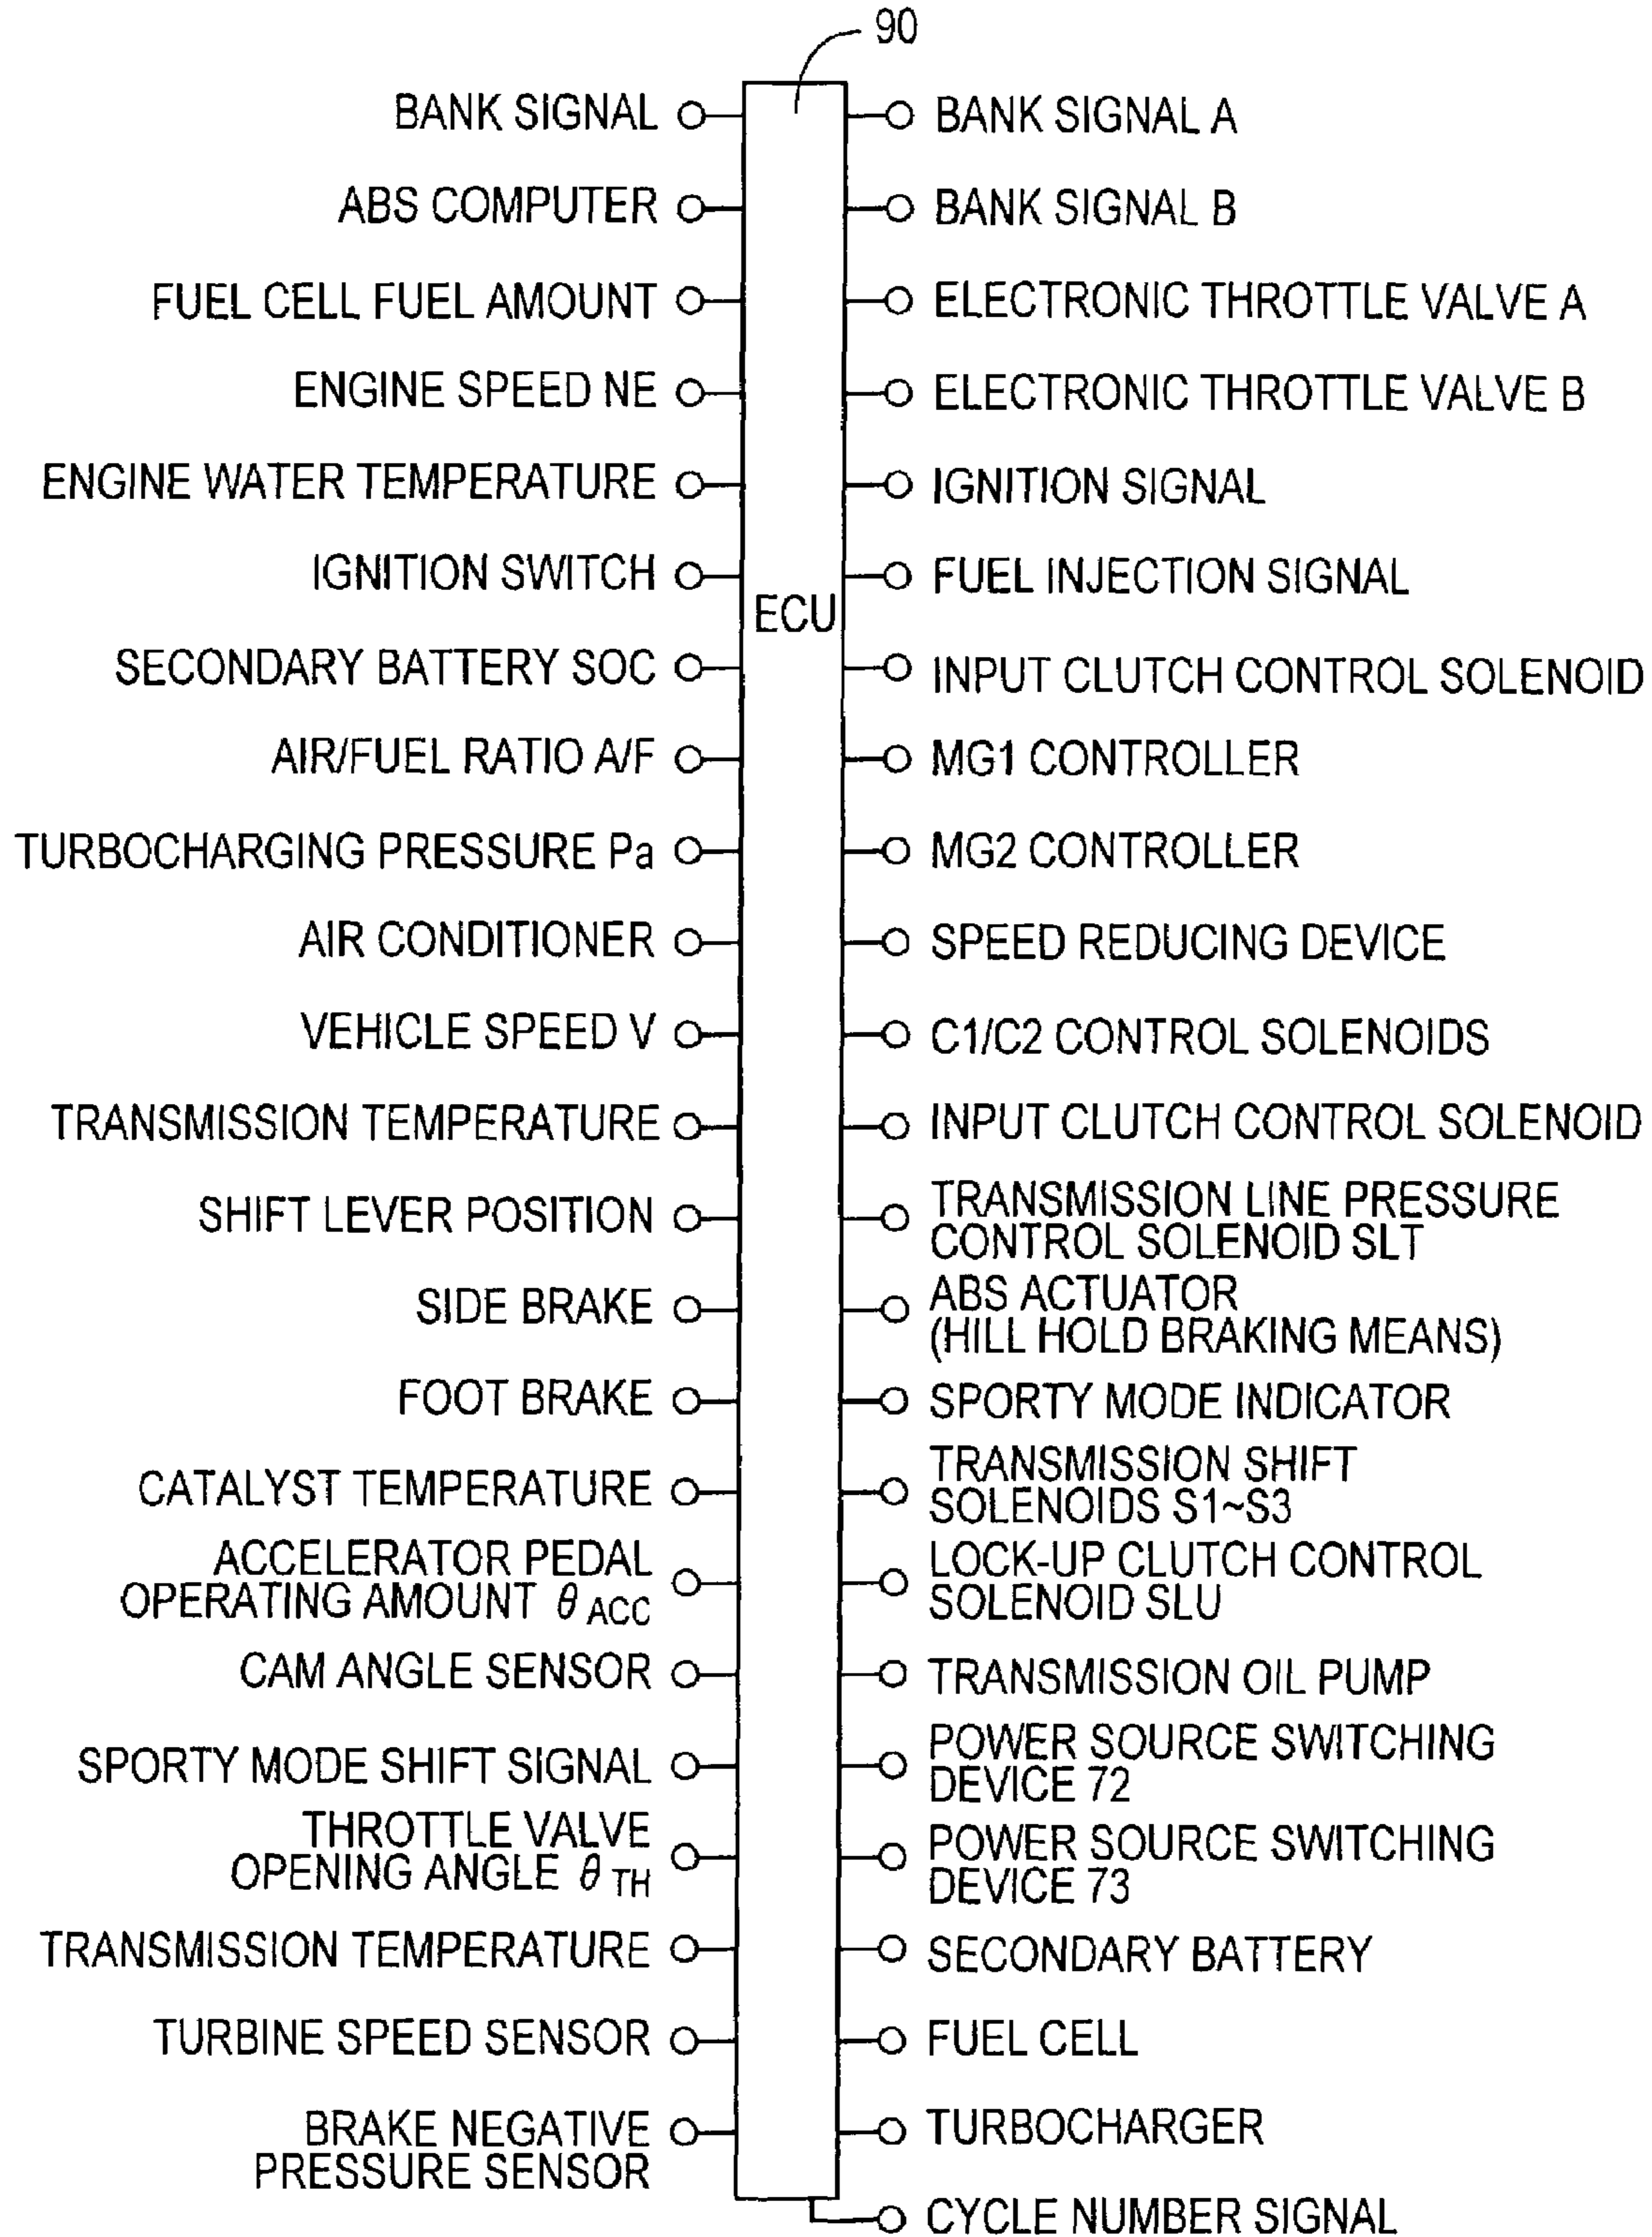 90
BANK SIGNAL
ABS COMPUTER
FUEL CELL FUEL AMOUNT
ENGINE SPEED NE
ENGINE WATER TEMPERATURE
IGNITION SWITCH
SECONDARY BATTERY SOC
AIR/FUEL RATIO A/F
TURBOCHARGING PRESSURE Pa
AIR CONDITIONER
VEHICLE SPEED V
TRANSMISSION TEMPERATURE
SHIFT LEVER POSITION
SIDE BRAKE
FOOT BRAKE
CATALYST TEMPERATURE
ACCELERATOR PEDAL
OPERATING AMOUNT θ ACC
CAM ANGLE SENSOR
SPORTY MODE SHIFT SIGNAL
THROTTLE VALVE
OPENING ANGLE θ TH
TRANSMISSION TEMPERATURE
TURBINE SPEED SENSOR
BRAKE NEGATIVE
PRESSURE SENSOR
ECU
BANK SIGNAL A
BANK SIGNAL B
ELECTRONIC THROTTLE VALVE A
ELECTRONIC THROTTLE VALVE B
IGNITION SIGNAL
FUEL INJECTION SIGNAL
INPUT CLUTCH CONTROL SOLENOID
MG1 CONTROLLER
MG2 CONTROLLER
SPEED REDUCING DEVICE
C1/C2 CONTROL SOLENOIDS
INPUT CLUTCH CONTROL SOLENOID
TRANSMISSION LINE PRESSURE
CONTROL SOLENOID SLT
ABS ACTUATOR
(HILL HOLD BRAKING MEANS)
SPORTY MODE INDICATOR
TRANSMISSION SHIFT
SOLENOIDS S1~S3
LOCK-UP CLUTCH CONTROL
SOLENOID SLU
TRANSMISSION OIL PUMP
POWER SOURCE SWITCHING
DEVICE 72
POWER SOURCE SWITCHING
DEVICE 73
SECONDARY BATTERY
FUEL CELL
TURBOCHARGER
CYCLE NUMBER SIGNAL